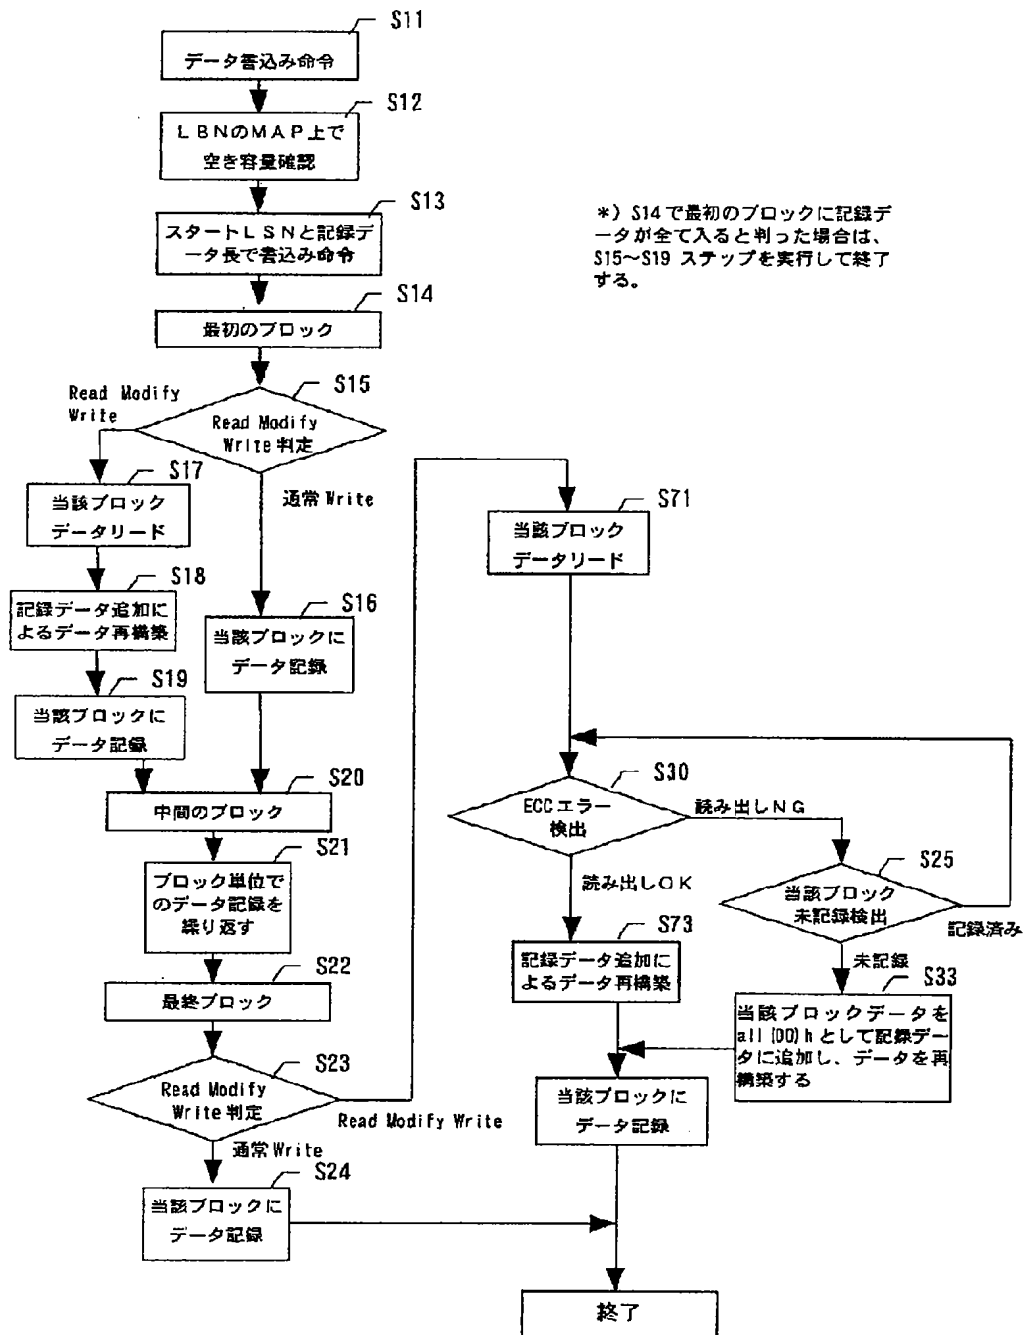 S11
データ書込み命令
S12
LBNのMAP上で
空き容量確認
S13
スタートLSNと記録デ
ータ長で書込み命令
*) S14で最初のブロックに記録デ
ータが全て入ると判った場合は、
S15~S19 ステップを実行して終了
する。
S14
最初のブロック
S15
Read Modify
Write
Read Modify
Write判定
通常Write
S17
当該ブロック
データリード
S18
記録データ追加に
よるデータ再構築
S16
当該ブロックに
データ記録
S19
当該ブロックに
データ記録
S20
中間のブロック
S21
ブロック単位で
のデータ記録を
繰り返す
S22
最終ブロック
S23
Read Modify
Write判定
Read Modify Write
通常Write
S24
当該ブロックに
データ記録
S71
当該ブロック
データリード
S30
ECCエラー
検出
読み出しNG
読み出しOK
S25
当該ブロック
未記録検出
記録済み
未記録
S73
記録データ追加に
よるデータ再構築
S33
当該ブロックデータを
all(00)hとして記録デー
タに追加し、データを再
構築する
当該ブロックに
データ記録
終了